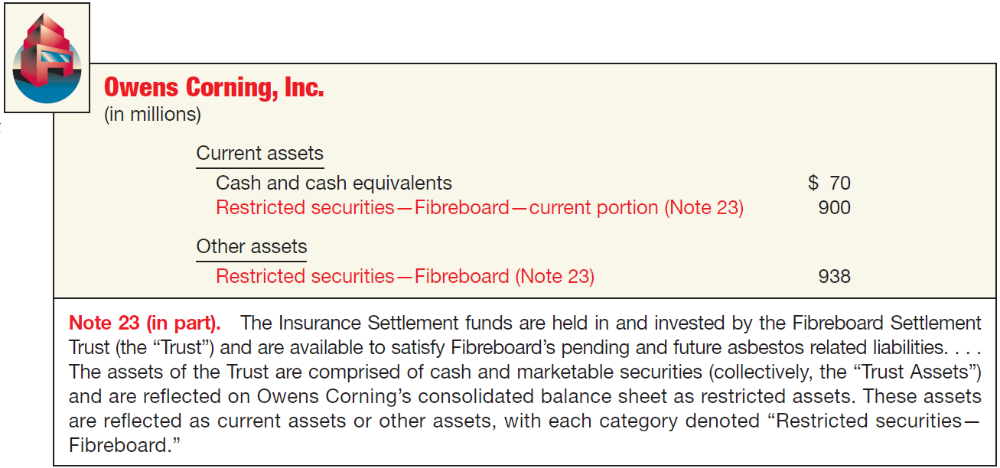 Owens Corning, Inc.
(in millions)
Current assets
Cash and cash equivalents $ 70
Restricted securities—Fibreboard—current portion (Note 23) 900
Other assets
Restricted securities—Fibreboard (Note 23) 938
Note 23 (in part). The Insurance Settlement funds are held in and invested by the Fibreboard Settlement
Trust (the “Trust”) and are available to satisfy Fibreboard’s pending and future asbestos related liabilities. . . .
The assets of the Trust are comprised of cash and marketable securities (collectively, the “Trust Assets”)
and are reflected on Owens Corning’s consolidated balance sheet as restricted assets. These assets
are reflected as current assets or other assets, with each category denoted “Restricted securities—
Fibreboard.”